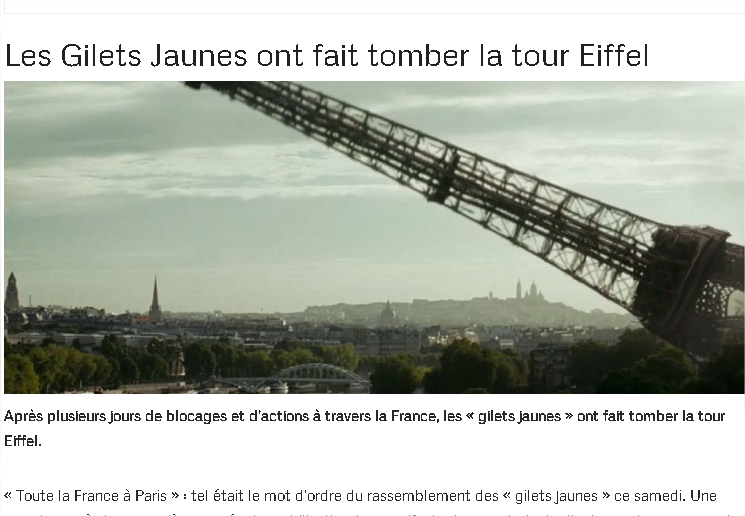 Les Gilets Jaunes ont fait tomber la tour Eiffel
Après plusieurs jours de blocages et d'actions à travers la France, les « gilets jaunes » ont fait tomber la tour
Eiffel.
« Toute la France à Paris » : tel était le mot d'ordre du rassemblement des « gilets jaunes » ce samedi. Une